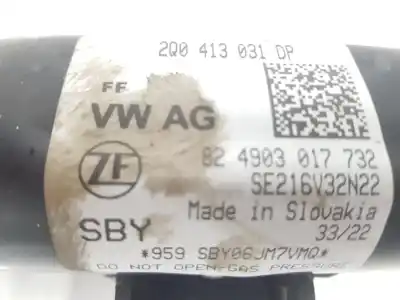 2Q0 413 031 DP
FF
VW AG
ZF
82 4903 017 732
SE216V32N22
Made in Slovakia
SBY
33/22
*959 SBY06JM7VMQ*
DO NOT OPEN-GAS PRESSURE